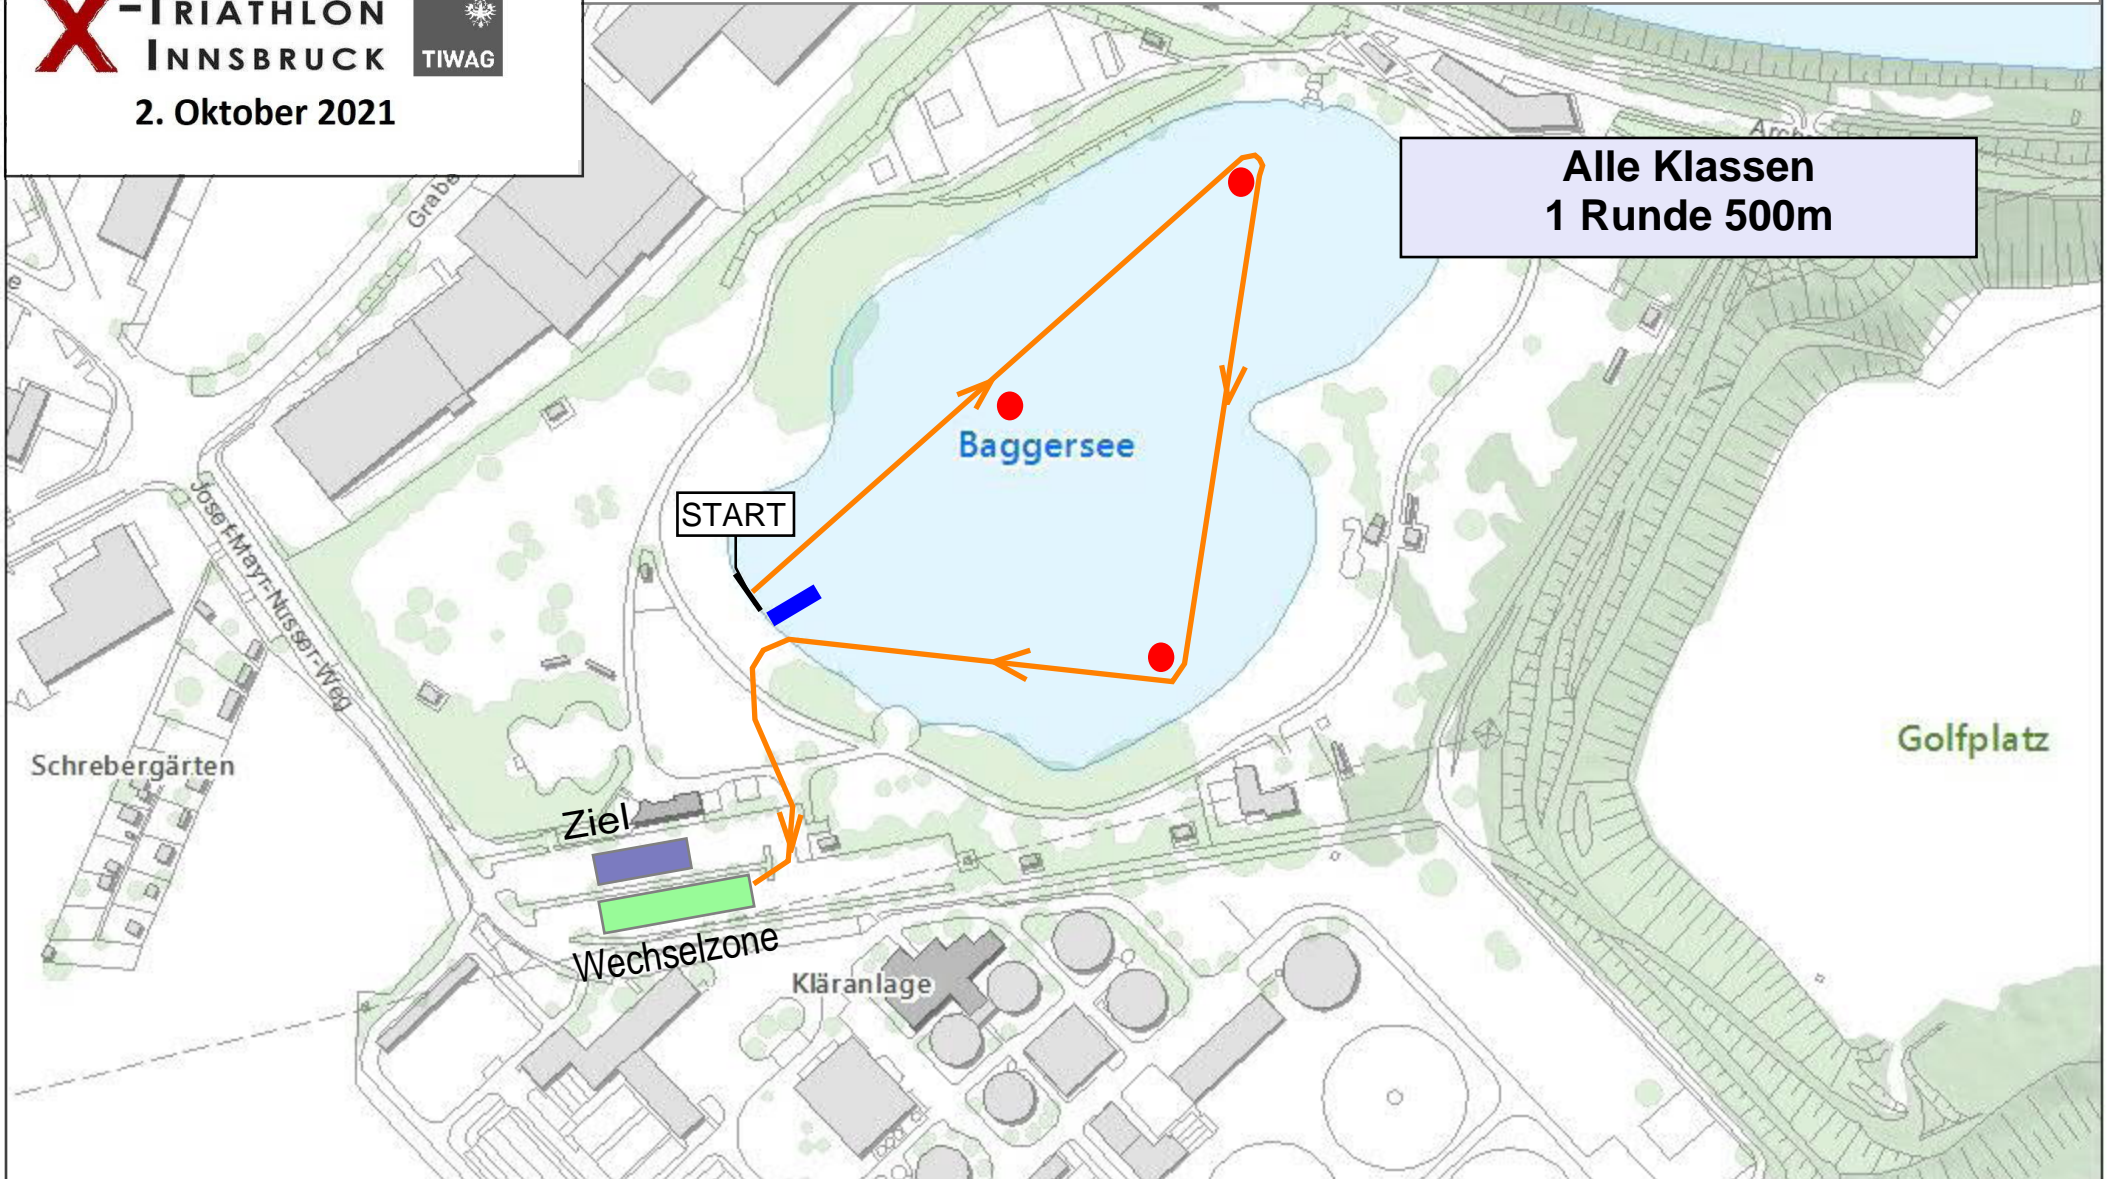 X-TRIATHLON
INNSBRUCK
TIWAG
2. Oktober 2021
Alle Klassen
1 Runde 500m
Baggersee
START
Josef-Mayr-Nusser-Weg
Schrebergärten
Golfplatz
Ziel
Wechselzone
Kläranlage